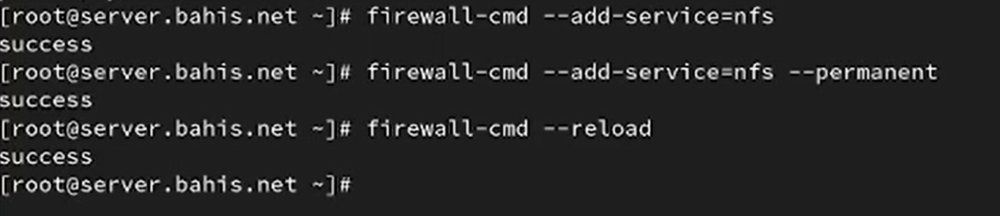 [root@server.bahis.net ~]# firewall-cmd --add-service=nfs
success
[root@server.bahis.net ~]# firewall-cmd --add-service=nfs --permanent
success
[root@server.bahis.net ~]# firewall-cmd --reload
success
[root@server.bahis.net ~]#